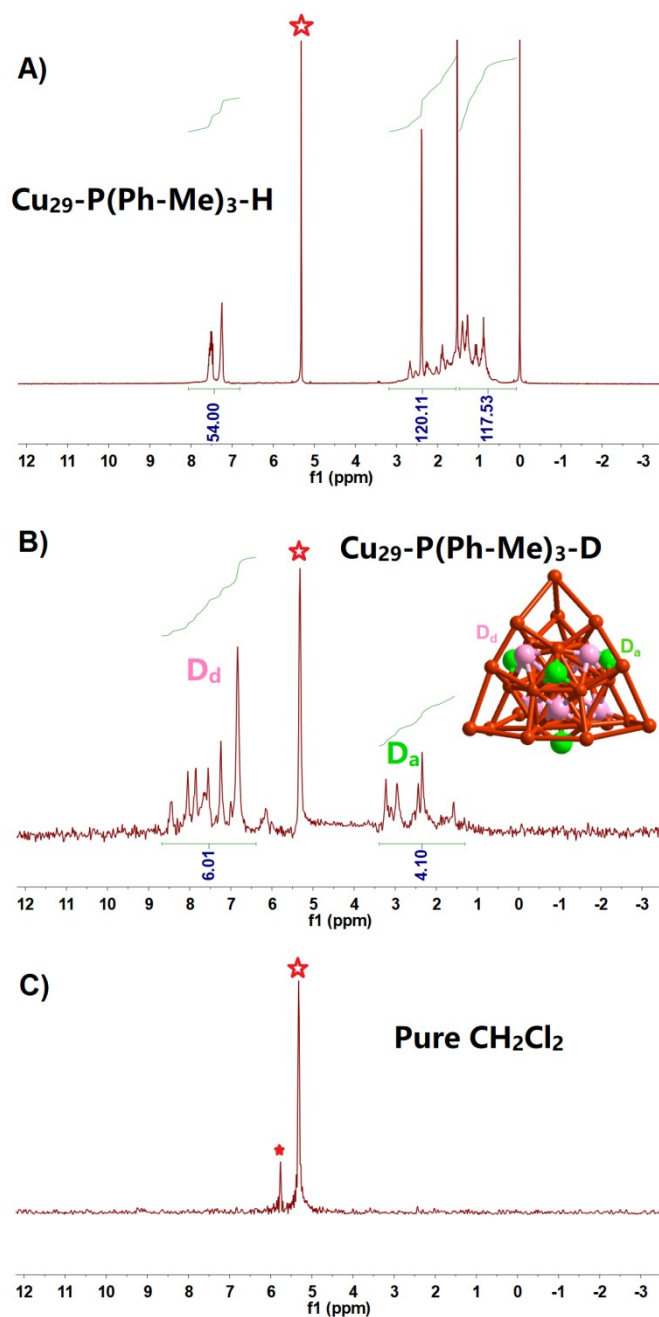 A)
Cu₂₉-P(Ph-Me)₃-H
54.00
120.11
117.53
12 11 10 9 8 7 6 5 4 3 2 1 0 -1 -2 -3
f1 (ppm)
B)
Cu₂₉-P(Ph-Me)₃-D
Dd
Da
Dd
Da
6.01
4.10
12 11 10 9 8 7 6 5 4 3 2 1 0 -1 -2 -3
f1 (ppm)
C)
Pure CH₂Cl₂
12 11 10 9 8 7 6 5 4 3 2 1 0 -1 -2 -3
f1 (ppm)